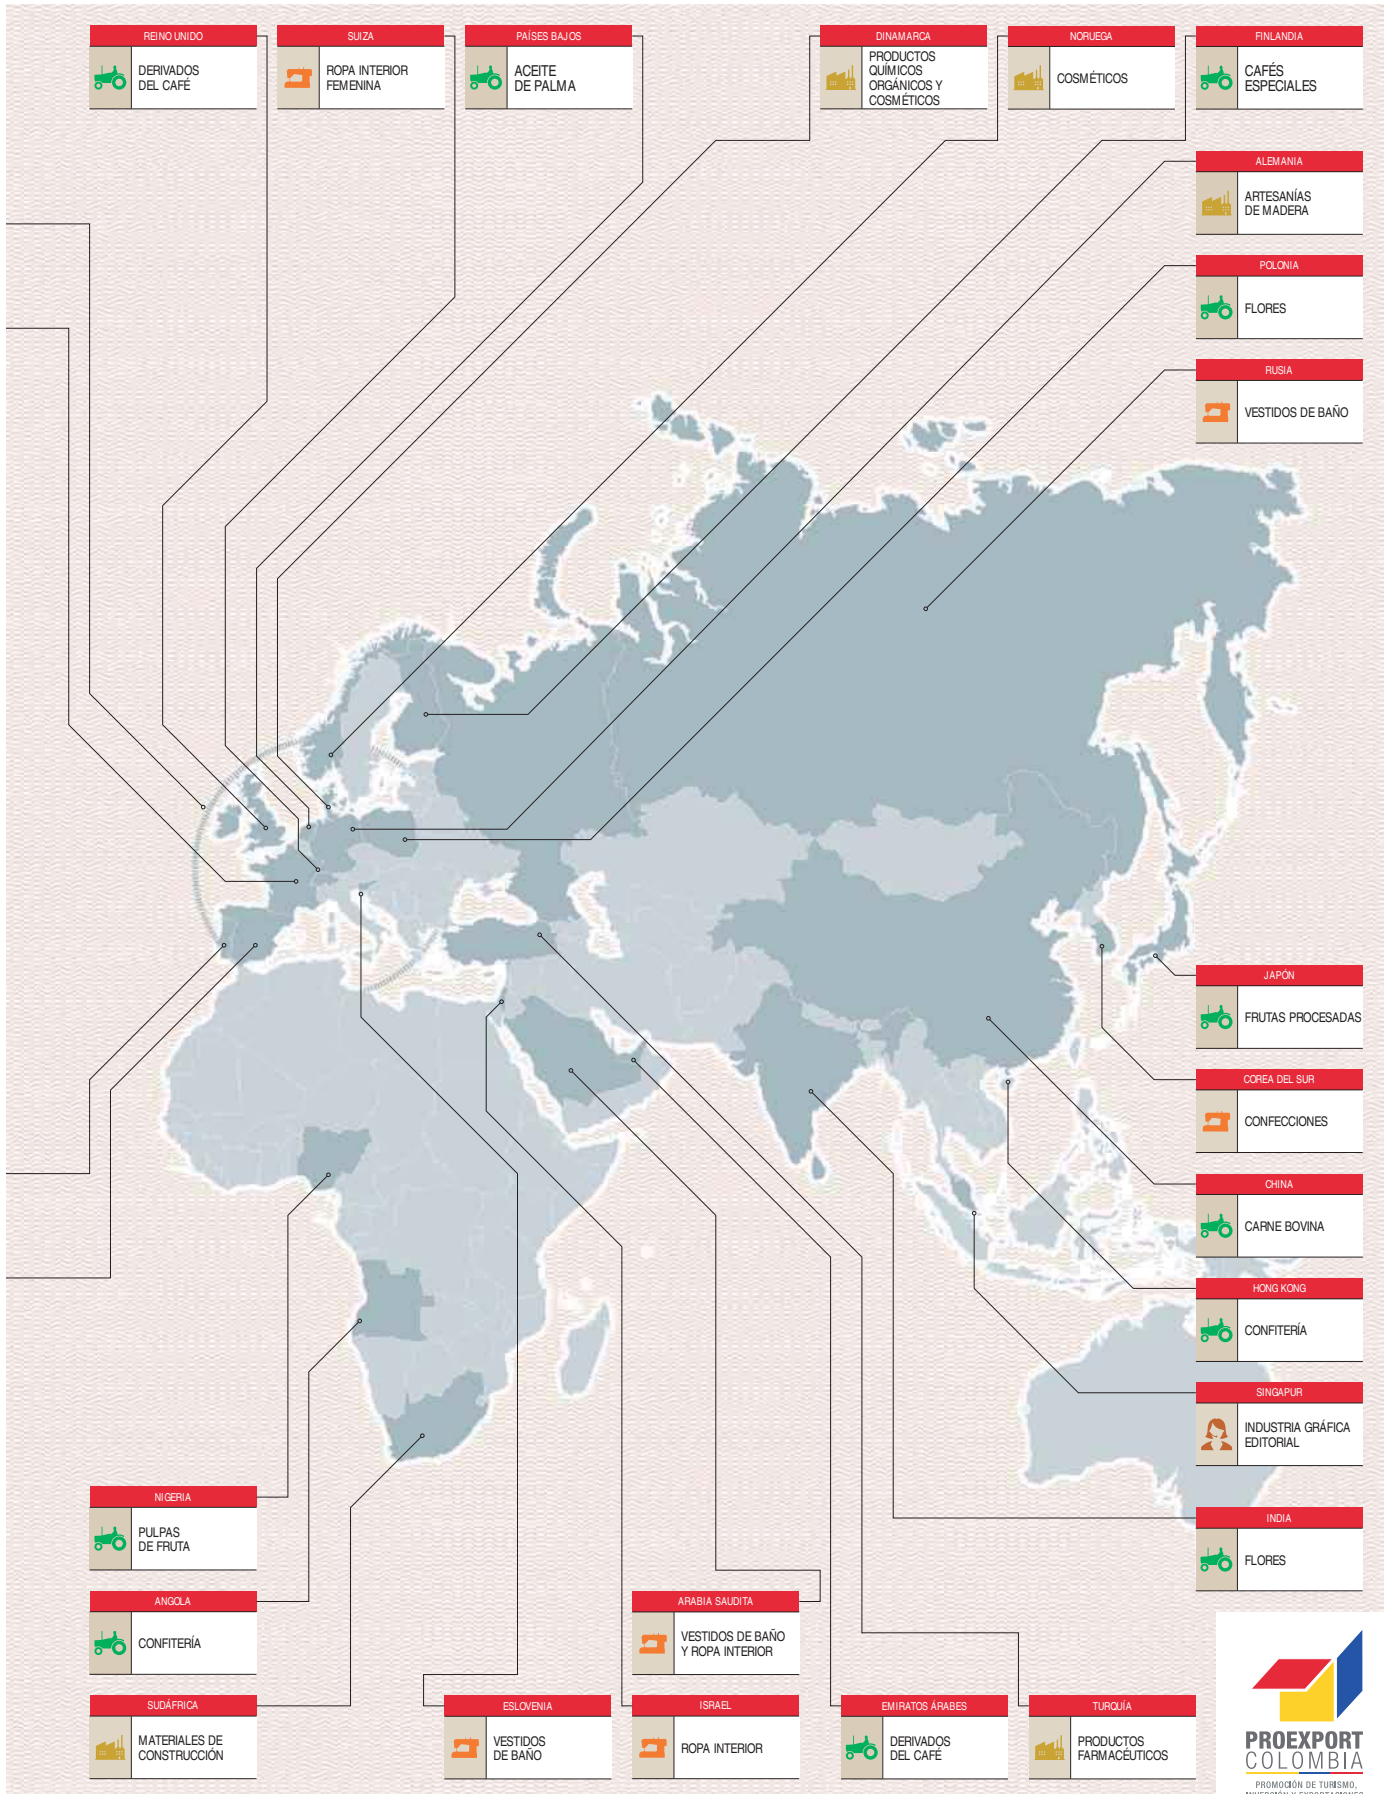 REINO UNIDO
DERIVADOS
DEL CAFÉ
SUIZA
ROPA INTERIOR
FEMENINA
PAÍSES BAJOS
ACEITE
DE PALMA
DINAMARCA
PRODUCTOS
QUÍMICOS
ORGÁNICOS Y
COSMÉTICOS
NORUEGA
COSMÉTICOS
FINLANDIA
CAFÉS
ESPECIALES
ALEMANIA
ARTESANÍAS
DE MADERA
POLONIA
FLORES
RUSIA
VESTIDOS DE BAÑO
JAPÓN
FRUTAS PROCESADAS
COREA DEL SUR
CONFECCIONES
CHINA
CARNE BOVINA
HONG KONG
CONFITERÍA
SINGAPUR
INDUSTRIA GRÁFICA
EDITORIAL
INDIA
FLORES
NIGERIA
PULPAS
DE FRUTA
ANGOLA
CONFITERÍA
SUDÁFRICA
MATERIALES DE
CONSTRUCCIÓN
ARABIA SAUDITA
VESTIDOS DE BAÑO
Y ROPA INTERIOR
ESLOVENIA
VESTIDOS
DE BAÑO
ISRAEL
ROPA INTERIOR
EMIRATOS ÁRABES
DERIVADOS
DEL CAFÉ
TURQUÍA
PRODUCTOS
FARMACÉUTICOS
PROEXPORT
COLOMBIA
PROMOCIÓN DE TURISMO,
INVERSIÓN Y EXPORTACIONES